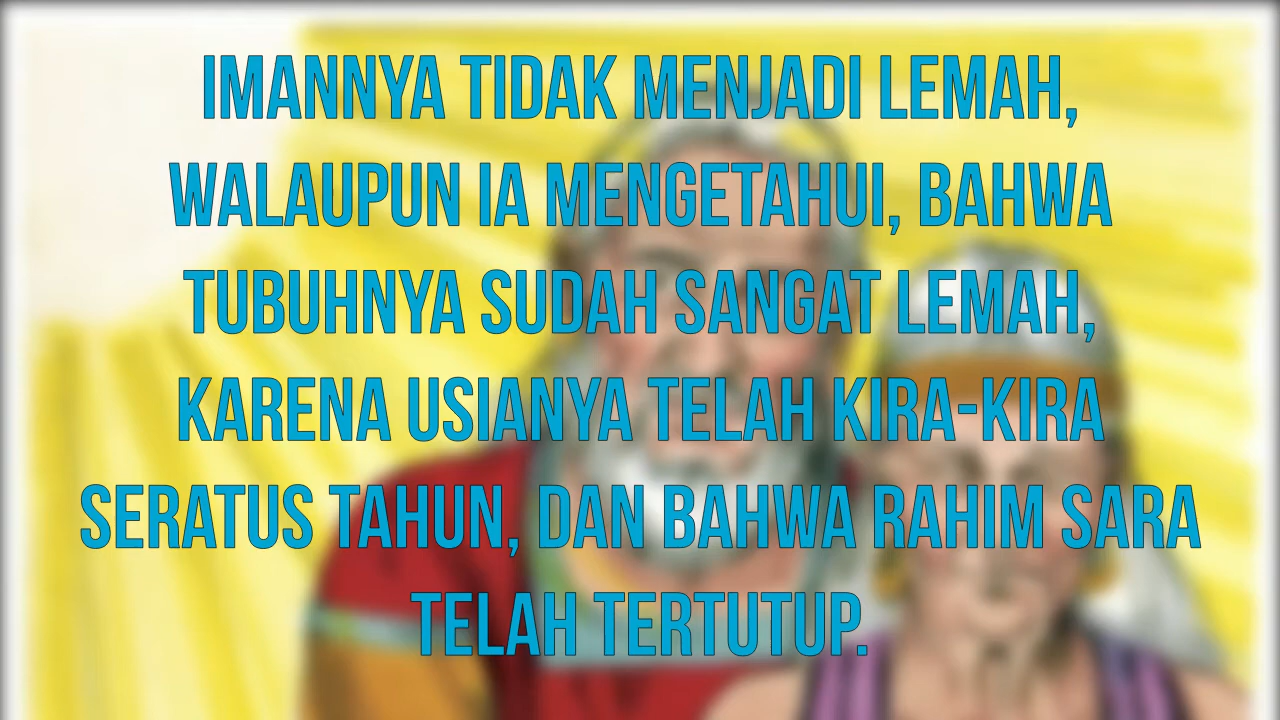 IMANNYA TIDAK MENJADI LEMAH,
WALAUPUN IA MENGETAHUI, BAHWA
TUBUHNYA SUDAH SANGAT LEMAH,
KARENA USIANYA TELAH KIRA-KIRA
SERATUS TAHUN, DAN BAHWA RAHIM SARA
TELAH TERTUTUP.